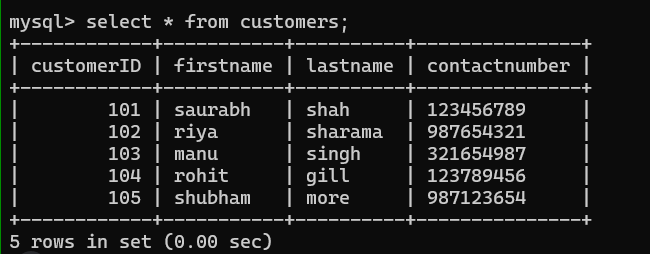 mysql> select * from customers;
+------------+-----------+----------+---------------+
| customerID | firstname | lastname | contactnumber |
+------------+-----------+----------+---------------+
|        101 | saurabh   | shah     | 123456789     |
|        102 | riya      | sharama  | 987654321     |
|        103 | manu      | singh    | 321654987     |
|        104 | rohit     | gill     | 123789456     |
|        105 | shubham   | more     | 987123654     |
+------------+-----------+----------+---------------+
5 rows in set (0.00 sec)